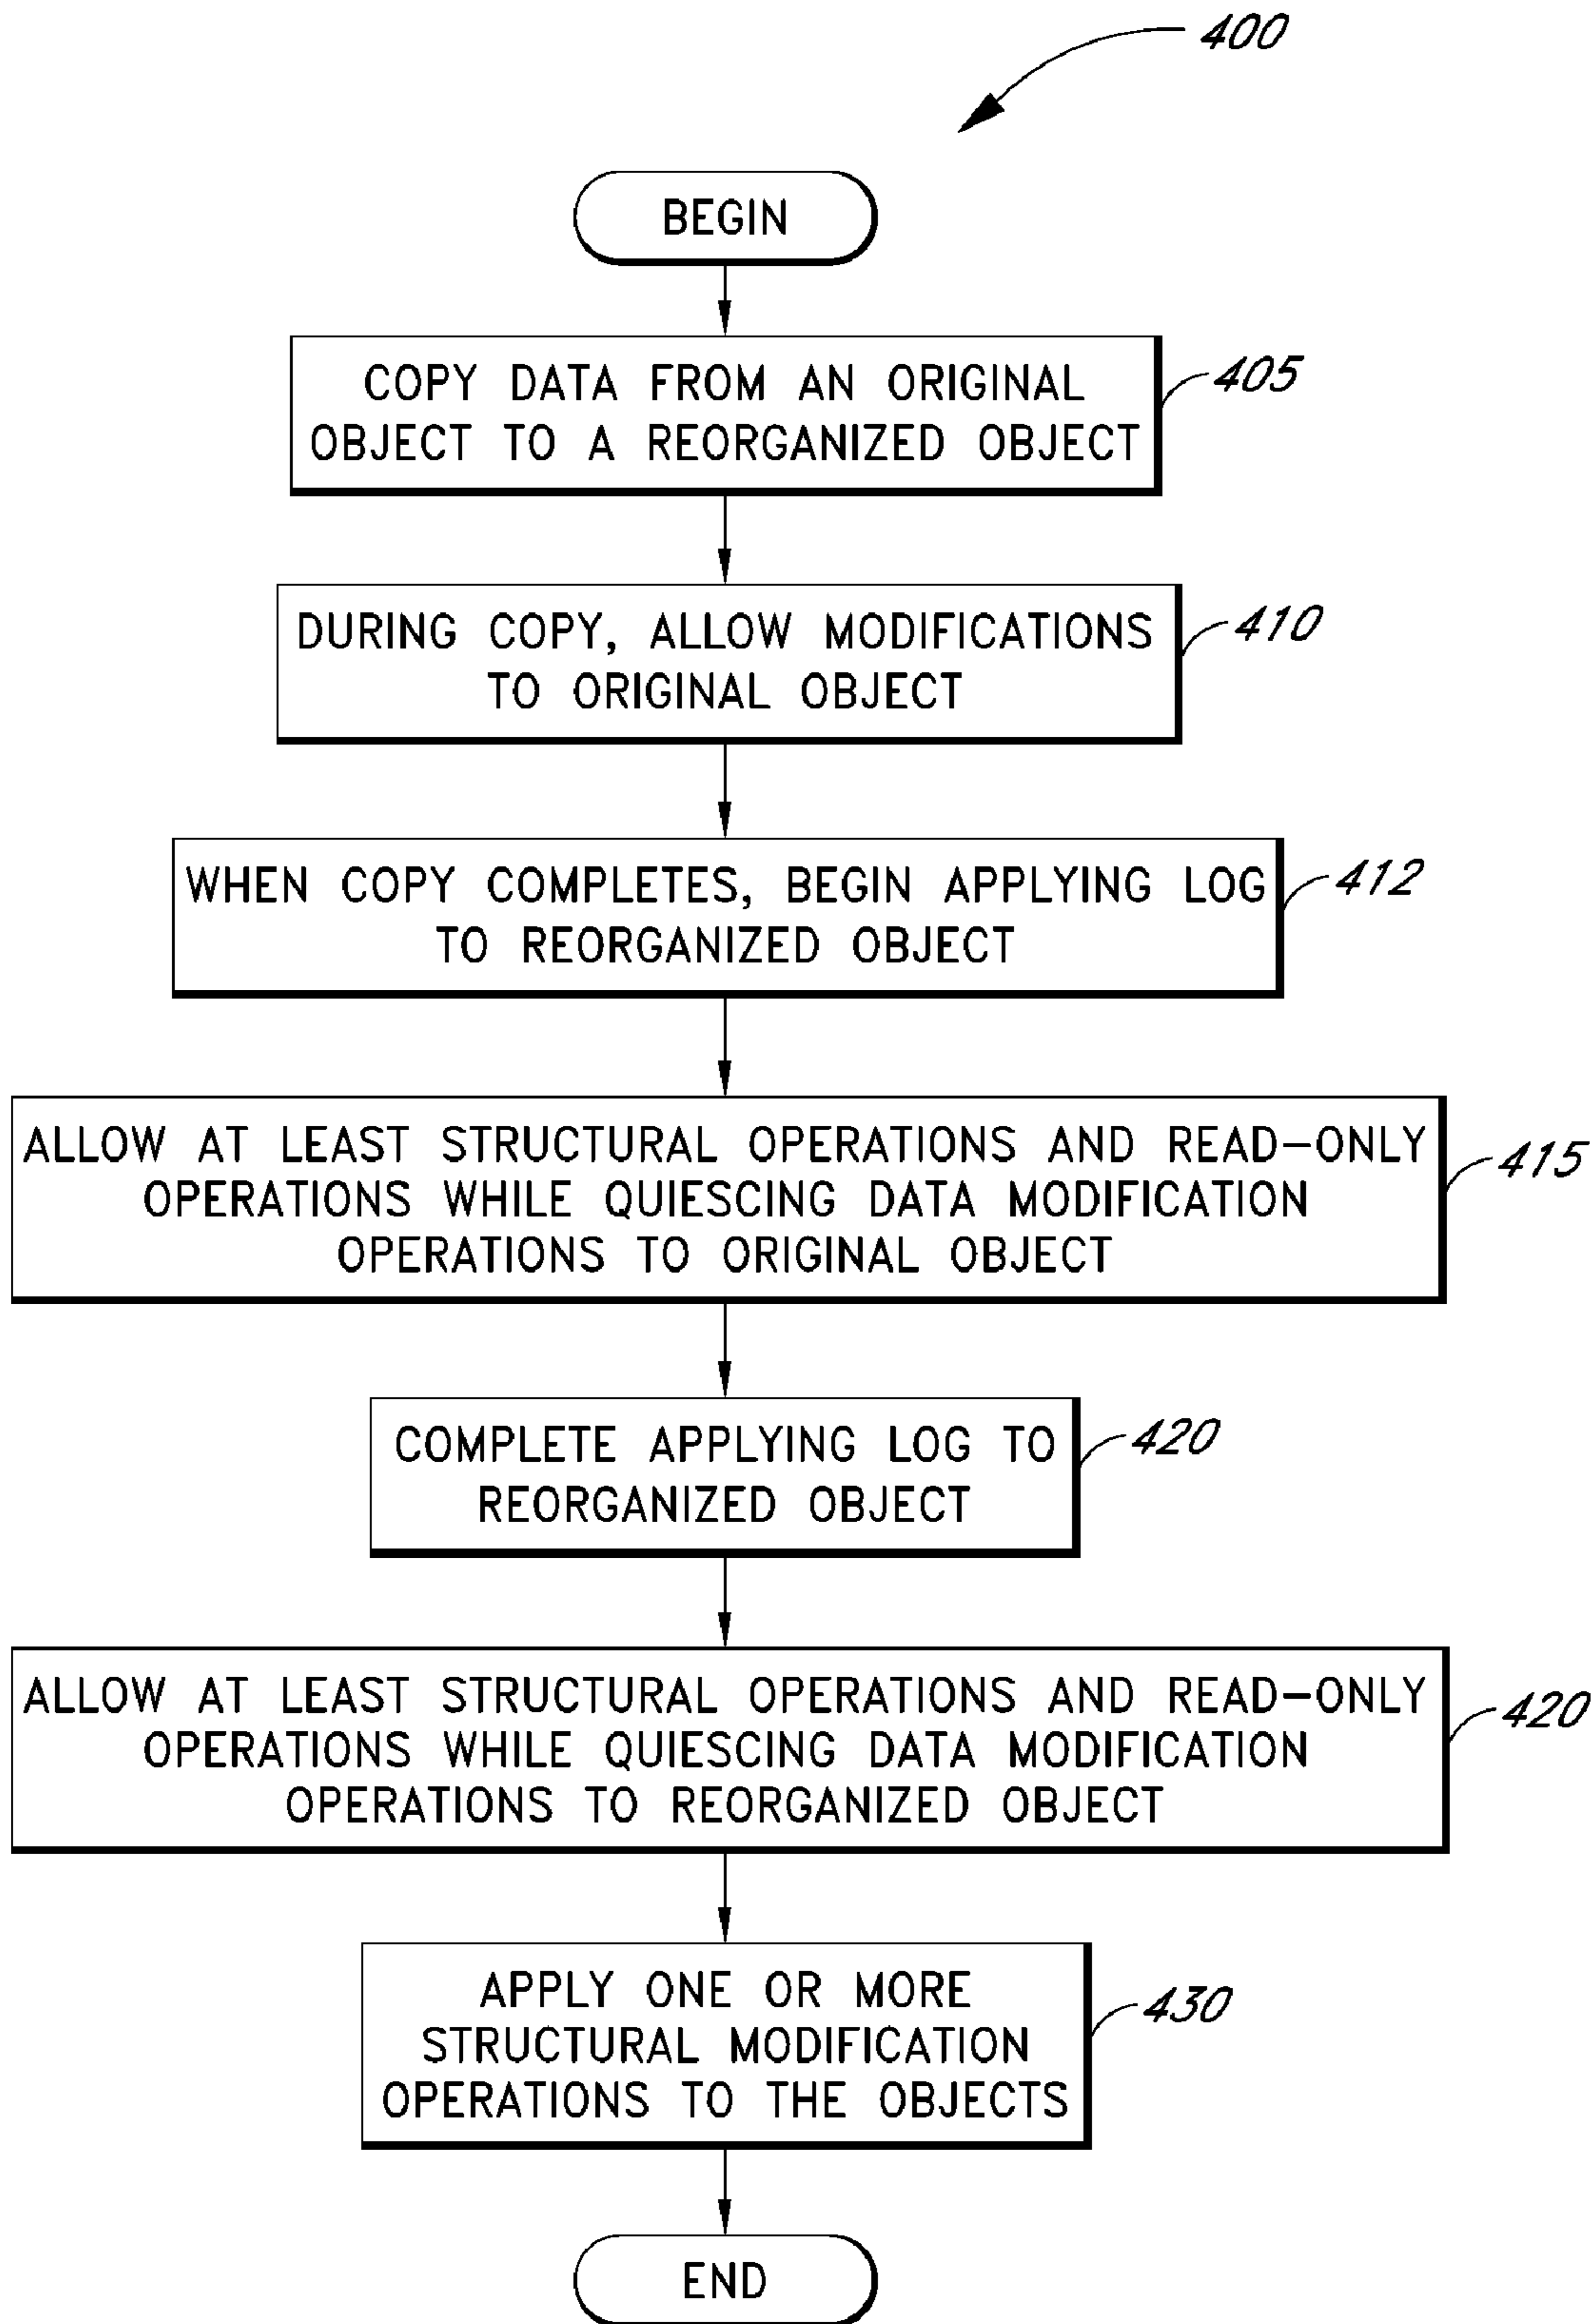 400
BEGIN
COPY DATA FROM AN ORIGINAL
OBJECT TO A REORGANIZED OBJECT
405
DURING COPY, ALLOW MODIFICATIONS
TO ORIGINAL OBJECT
410
WHEN COPY COMPLETES, BEGIN APPLYING LOG
TO REORGANIZED OBJECT
412
ALLOW AT LEAST STRUCTURAL OPERATIONS AND READ-ONLY
OPERATIONS WHILE QUIESCING DATA MODIFICATION
OPERATIONS TO ORIGINAL OBJECT
415
COMPLETE APPLYING LOG TO
REORGANIZED OBJECT
420
ALLOW AT LEAST STRUCTURAL OPERATIONS AND READ-ONLY
OPERATIONS WHILE QUIESCING DATA MODIFICATION
OPERATIONS TO REORGANIZED OBJECT
420
APPLY ONE OR MORE
STRUCTURAL MODIFICATION
OPERATIONS TO THE OBJECTS
430
END